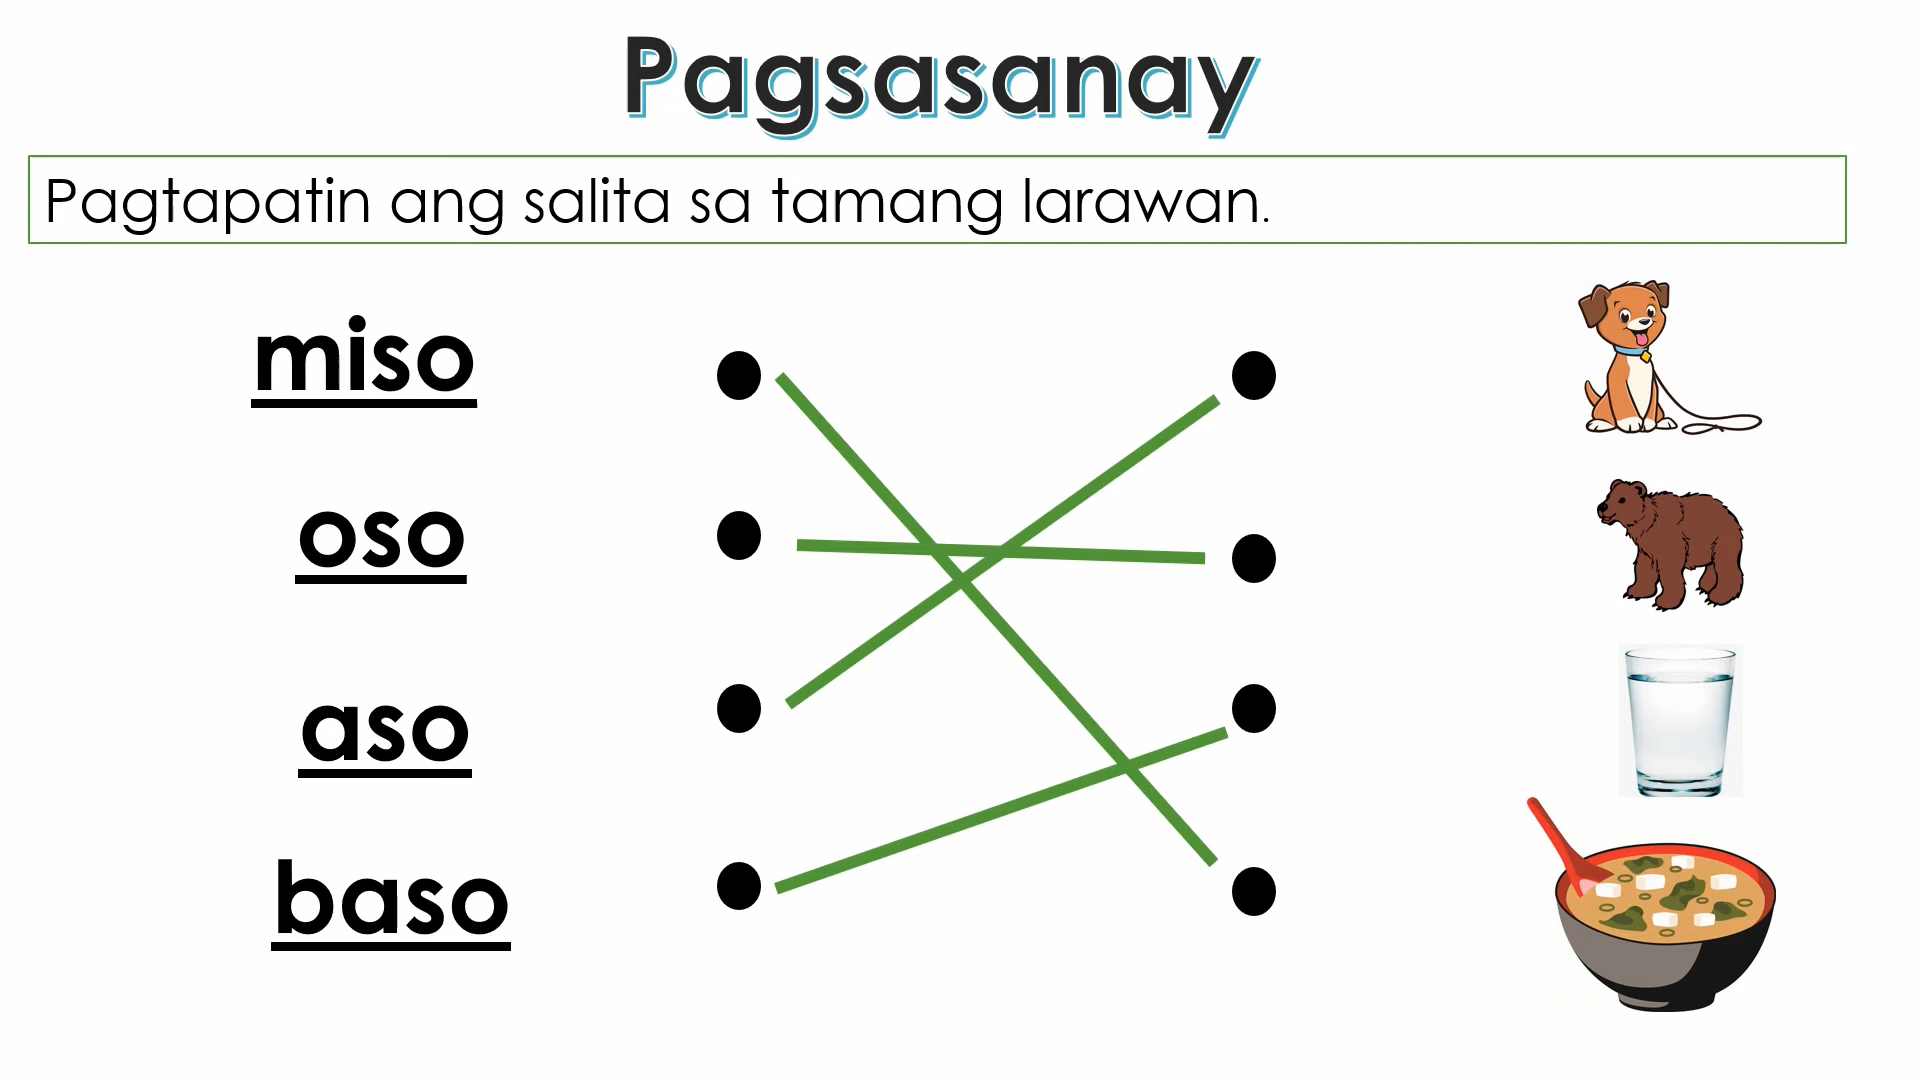 Pagsasanay
Pagtapatin ang salita sa tamang larawan.
miso
oso
aso
baso